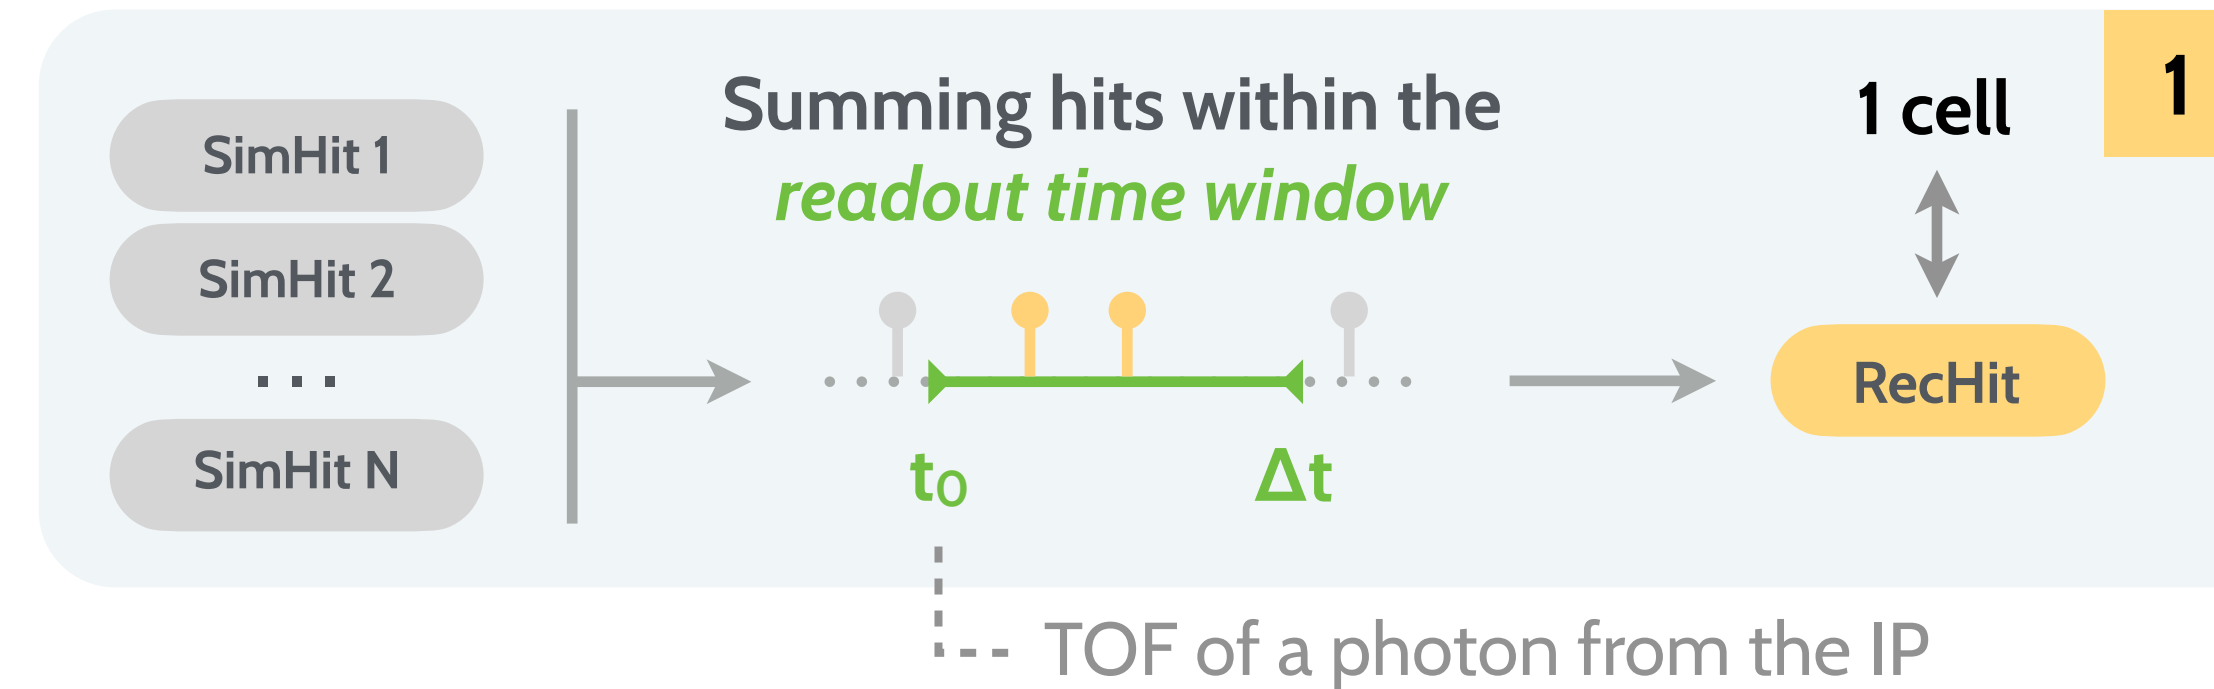 SimHit 1
SimHit 2
...
SimHit N
Summing hits within the
readout time window
t₀
Δt
TOF of a photon from the IP
1 cell
RecHit
1